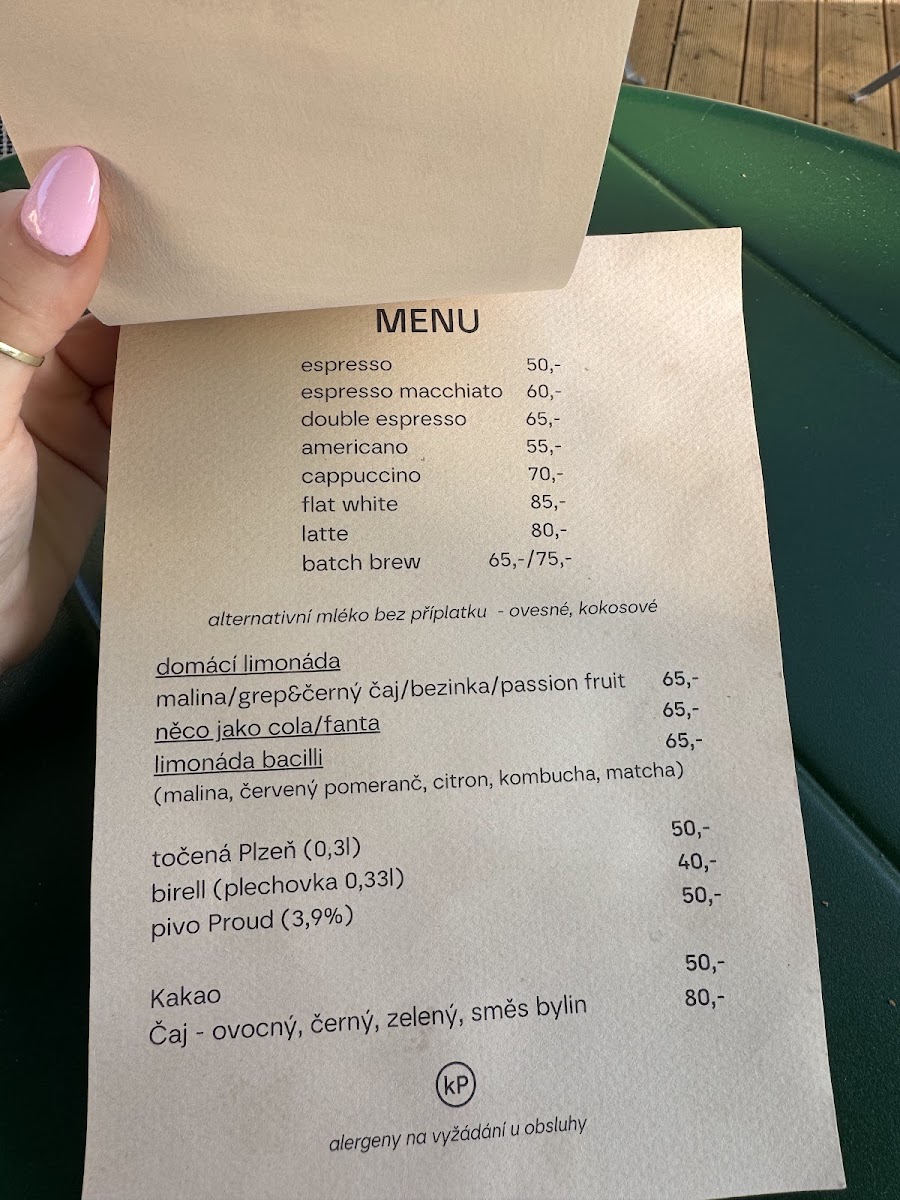 MENU
espresso 50,-
espresso macchiato 60,-
double espresso 65,-
americano 55,-
cappuccino 70,-
flat white 85,-
latte 80,-
batch brew 65,-/75,-
alternativní mléko bez příplatku - ovesné, kokosové
domácí limonáda
malina/grep&černý čaj/bezinka/passion fruit 65,-
něco jako cola/fanta 65,-
limonáda bacilli 65,-
(malina, červený pomeranč, citron, kombucha, matcha)
točená Plzeň (0,3l) 50,-
birell (plechovka 0,33l) 40,-
pivo Proud (3,9%) 50,-
Kakao 50,-
Čaj - ovocný, černý, zelený, směs bylin 80,-
kP
alergeny na vyžádání u obsluhy